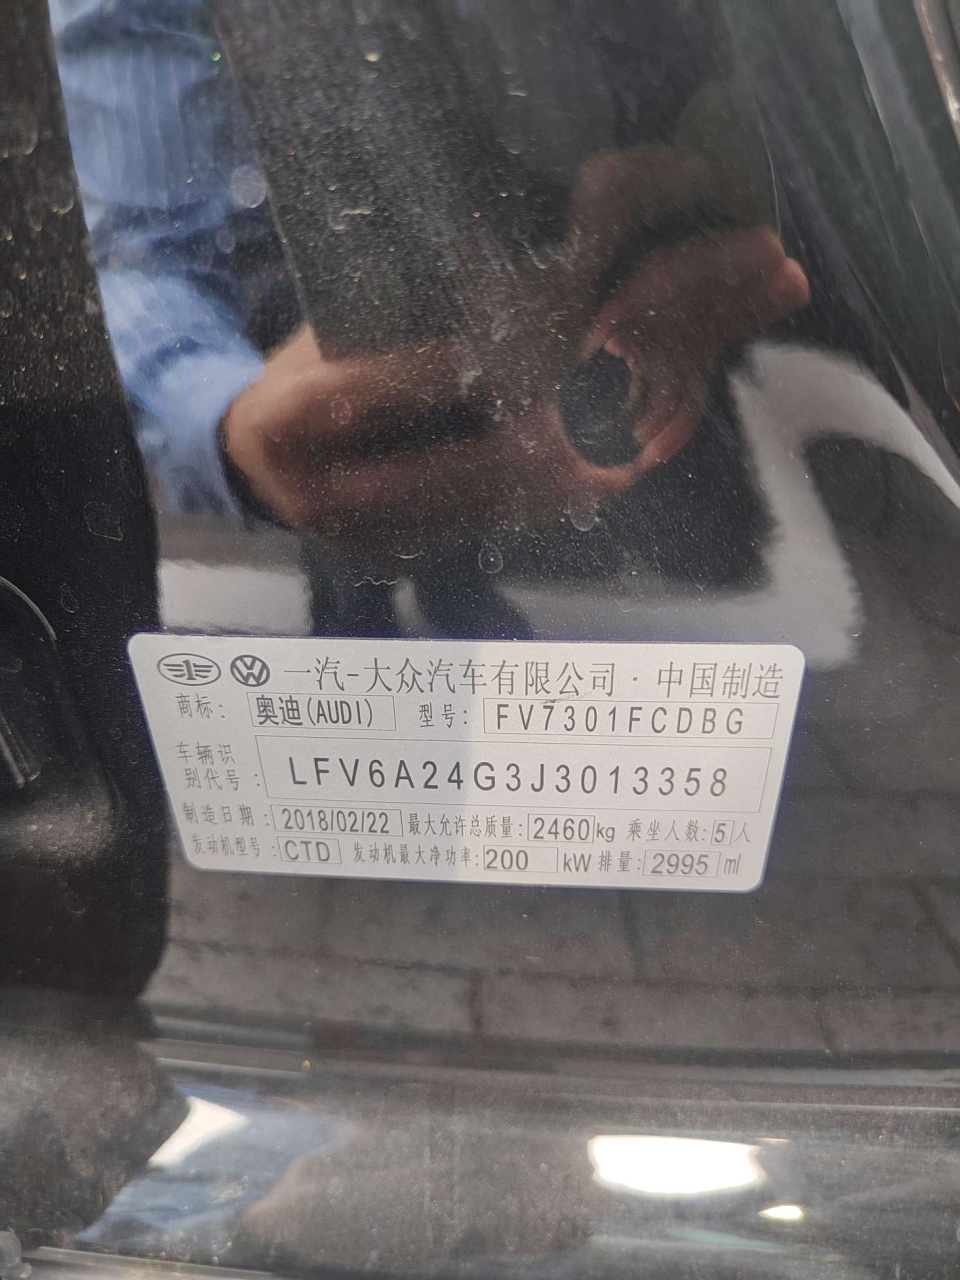 一汽-大众汽车有限公司·中国制造
商标: 奥迪(AUDI) 型号: FV7301FCDBG
车辆识
别代号: LFV6A24G3J3013358
制造日期: 2018/02/22 最大允许总质量: 2460kg 乘坐人数: 5人
发动机型号: CTD 发动机最大净功率: 200 kW 排量: 2995 ml